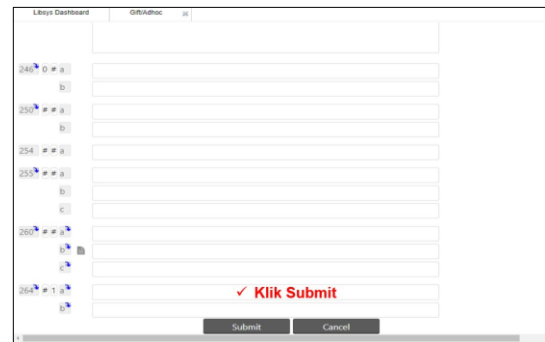 Libsys Dashboard Gift/Adhoc
246 0 # a
b
250 # # a
b
254 # # a
255 # # a
b
c
260 # # a
b
c
264 # 1 a
✓ Klik Submit
b
Submit Cancel